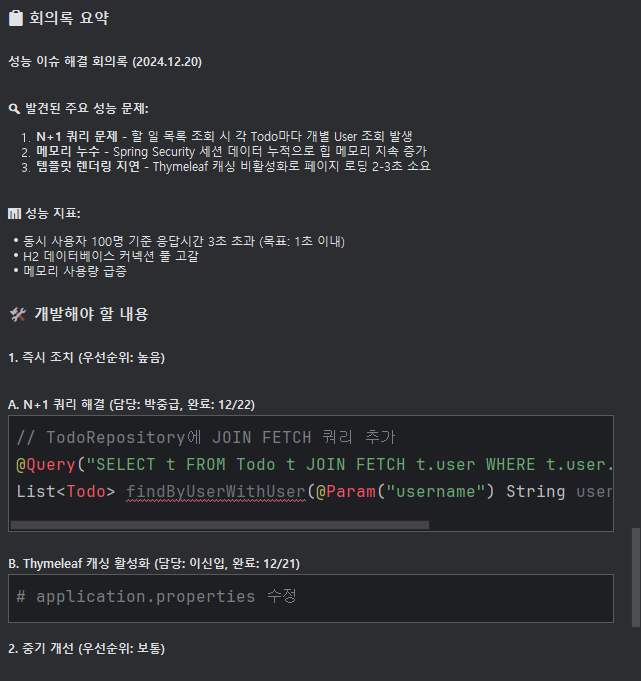 📋 회의록 요약
성능 이슈 해결 회의록 (2024.12.20)
🔍 발견된 주요 성능 문제:
1. N+1 쿼리 문제 - 할 일 목록 조회 시 각 Todo마다 개별 User 조회 발생
2. 메모리 누수 - Spring Security 세션 데이터 누적으로 힙 메모리 지속 증가
3. 템플릿 렌더링 지연 - Thymeleaf 캐싱 비활성화로 페이지 로딩 2-3초 소요
📊 성능 지표:
• 동시 사용자 100명 기준 응답시간 3초 초과 (목표: 1초 이내)
• H2 데이터베이스 커넥션 풀 고갈
• 메모리 사용량 급증
🛠️ 개발해야 할 내용
1. 즉시 조치 (우선순위: 높음)
A. N+1 쿼리 해결 (담당: 박중급, 완료: 12/22)
// TodoRepository에 JOIN FETCH 쿼리 추가
@Query("SELECT t FROM Todo t JOIN FETCH t.user WHERE t.user.
List<Todo> findByUserWithUser(@Param("username") String user
B. Thymeleaf 캐싱 활성화 (담당: 이신입, 완료: 12/21)
# application.properties 수정
2. 중기 개선 (우선순위: 보통)